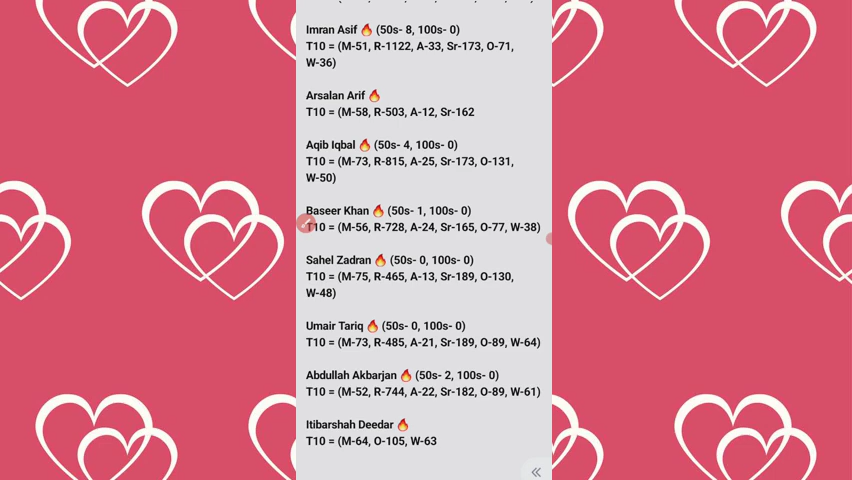 Imran Asif 🔥 (50s- 8, 100s- 0)
T10 = (M-51, R-1122, A-33, Sr-173, O-71,
W-36)
Arsalan Arif 🔥
T10 = (M-58, R-503, A-12, Sr-162
Aqib Iqbal 🔥 (50s- 4, 100s- 0)
T10 = (M-73, R-815, A-25, Sr-173, O-131,
W-50)
Baseer Khan 🔥 (50s- 1, 100s- 0)
T10 = (M-56, R-728, A-24, Sr-165, O-77, W-38)
Sahel Zadran 🔥 (50s- 0, 100s- 0)
T10 = (M-75, R-465, A-13, Sr-189, O-130,
W-48)
Umair Tariq 🔥 (50s- 0, 100s- 0)
T10 = (M-73, R-485, A-21, Sr-189, O-89, W-64)
Abdullah Akbarjan 🔥 (50s- 2, 100s- 0)
T10 = (M-52, R-744, A-22, Sr-182, O-89, W-61)
Itibarshah Deedar 🔥
T10 = (M-64, O-105, W-63